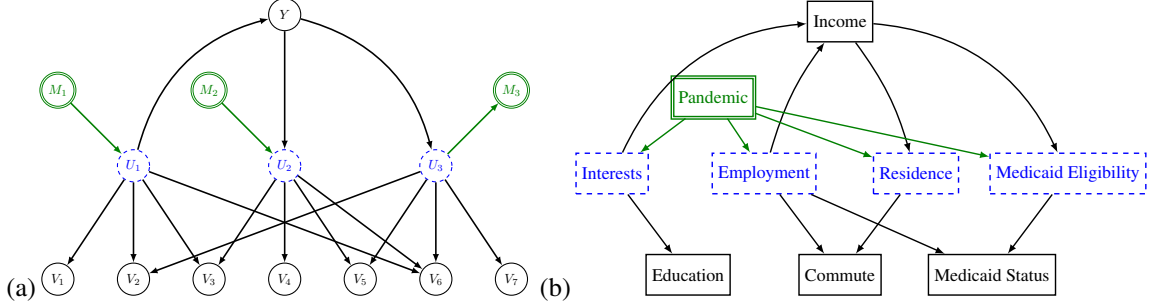 Y
Income
M₁
M₂
M₃
Pandemic
U₁
U₂
U₃
Interests
Employment
Residence
Medicaid Eligibility
(a)
V₁
V₂
V₃
V₄
V₅
V₆
V₇
(b)
Education
Commute
Medicaid Status